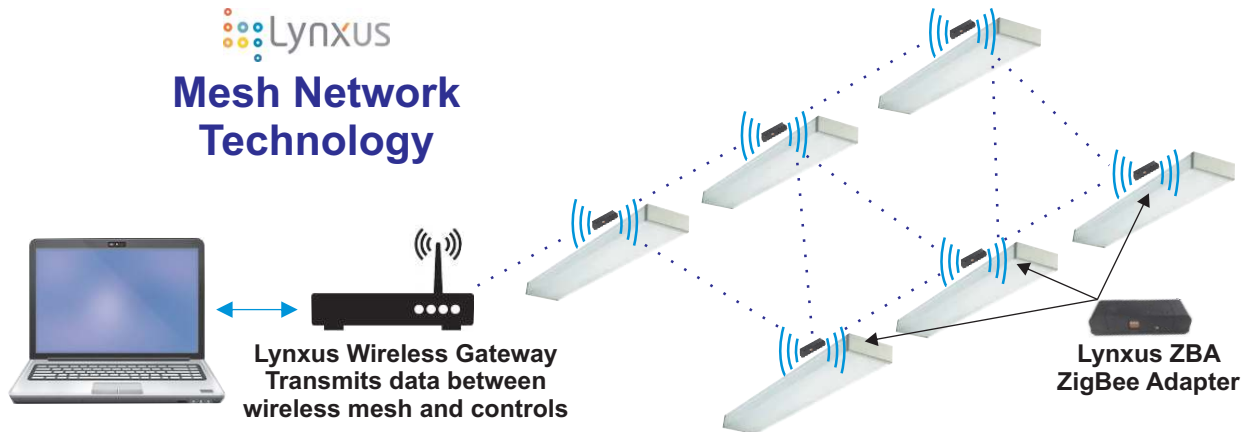 Lynxus
Mesh Network
Technology
Lynxus Wireless Gateway
Transmits data between
wireless mesh and controls
Lynxus ZBA
ZigBee Adapter